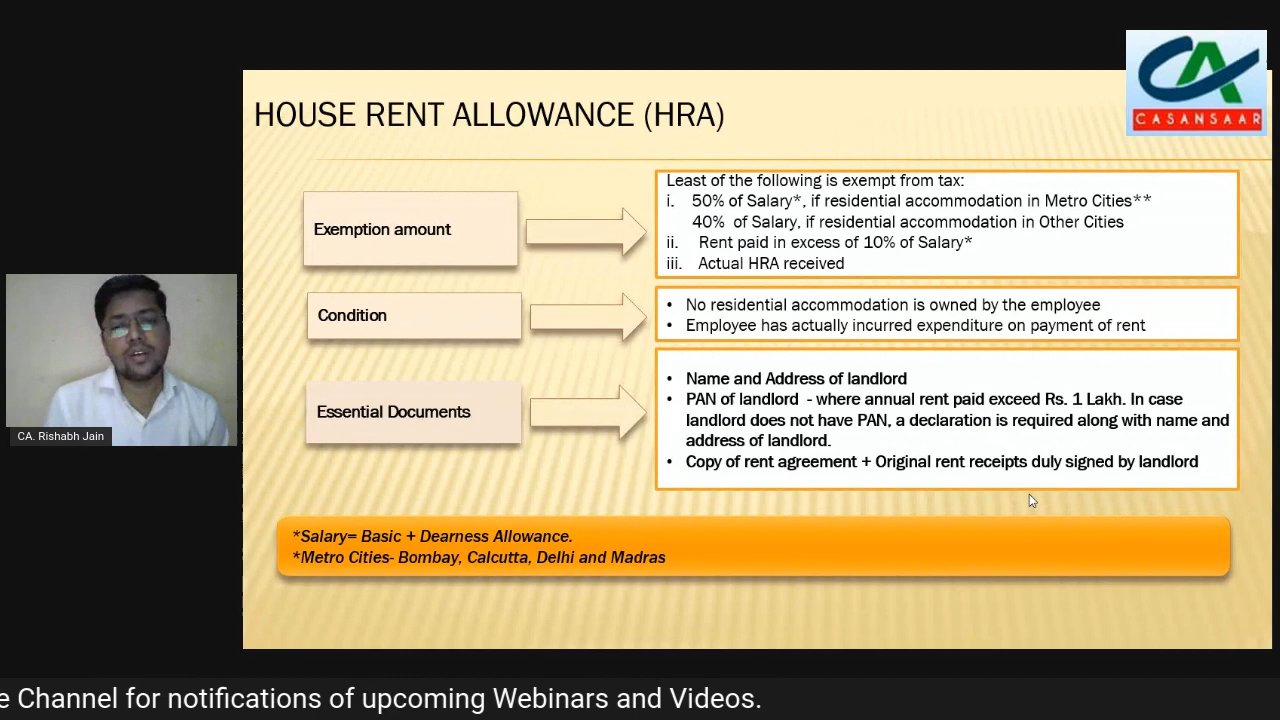 CASANSAAR
HOUSE RENT ALLOWANCE (HRA)
Exemption amount
Least of the following is exempt from tax:
i. 50% of Salary*, if residential accommodation in Metro Cities**
40% of Salary, if residential accommodation in Other Cities
ii. Rent paid in excess of 10% of Salary*
iii. Actual HRA received
Condition
• No residential accommodation is owned by the employee
• Employee has actually incurred expenditure on payment of rent
Essential Documents
• Name and Address of landlord
• PAN of landlord - where annual rent paid exceed Rs. 1 Lakh. In case
landlord does not have PAN, a declaration is required along with name and
address of landlord.
• Copy of rent agreement + Original rent receipts duly signed by landlord
CA. Rishabh Jain
*Salary= Basic + Dearness Allowance.
*Metro Cities- Bombay, Calcutta, Delhi and Madras
e Channel for notifications of upcoming Webinars and Videos.